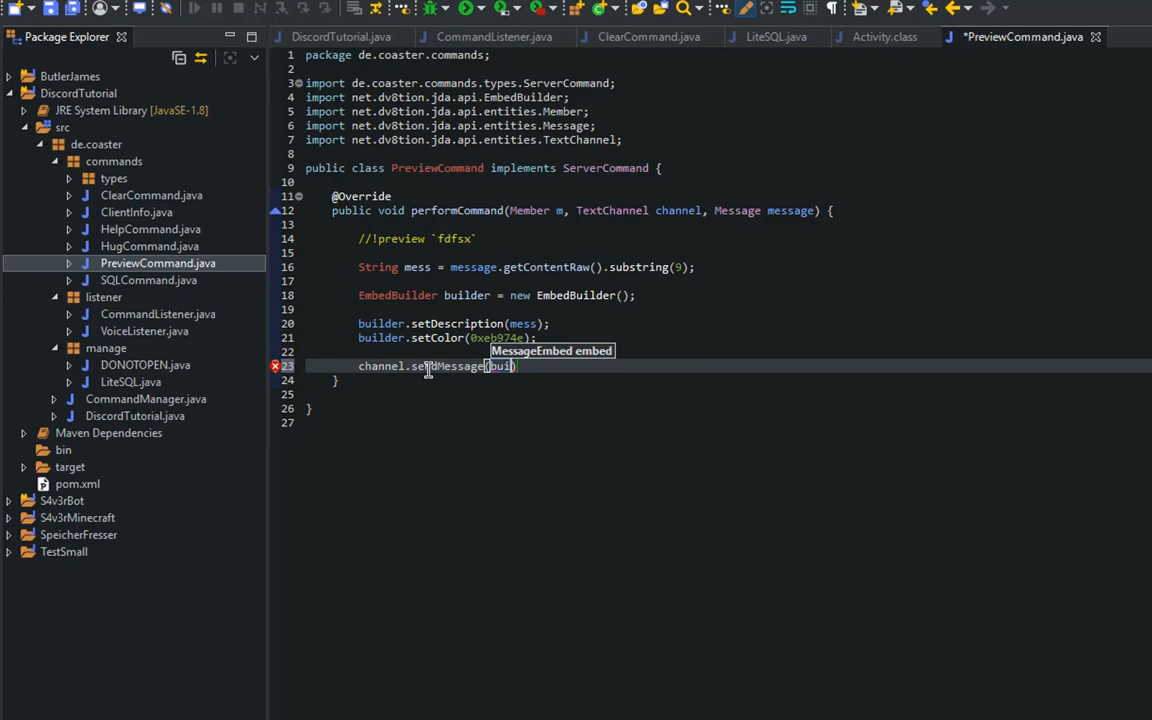 Package Explorer
DiscordTutorial.java
CommandListener.java
ClearCommand.java
LiteSQL.java
Activity.class
*PreviewCommand.java
ButlerJames
DiscordTutorial
JRE System Library [JavaSE-1.8]
src
de.coaster
commands
types
ClearCommand.java
ClientInfo.java
HelpCommand.java
HugCommand.java
PreviewCommand.java
SQLCommand.java
listener
CommandListener.java
VoiceListener.java
manage
DONOTOPEN.java
LiteSQL.java
CommandManager.java
DiscordTutorial.java
Maven Dependencies
bin
target
pom.xml
S4v3rBot
S4v3rMinecraft
SpeicherFresser
TestSmall
1 package de.coaster.commands;
2
3 import de.coaster.commands.types.ServerCommand;
4 import net.dv8tion.jda.api.EmbedBuilder;
5 import net.dv8tion.jda.api.entities.Member;
6 import net.dv8tion.jda.api.entities.Message;
7 import net.dv8tion.jda.api.entities.TextChannel;
8
9 public class PreviewCommand implements ServerCommand {
10
11 @Override
12 public void performCommand(Member m, TextChannel channel, Message message) {
13
14 //!preview `fdfsx`
15
16 String mess = message.getContentRaw().substring(9);
17
18 EmbedBuilder builder = new EmbedBuilder();
19
20 builder.setDescription(mess);
21 builder.setColor(0xeb974e);
22
MessageEmbed embed
23 channel.sendMessage(bui)
24 }
25
26 }
27